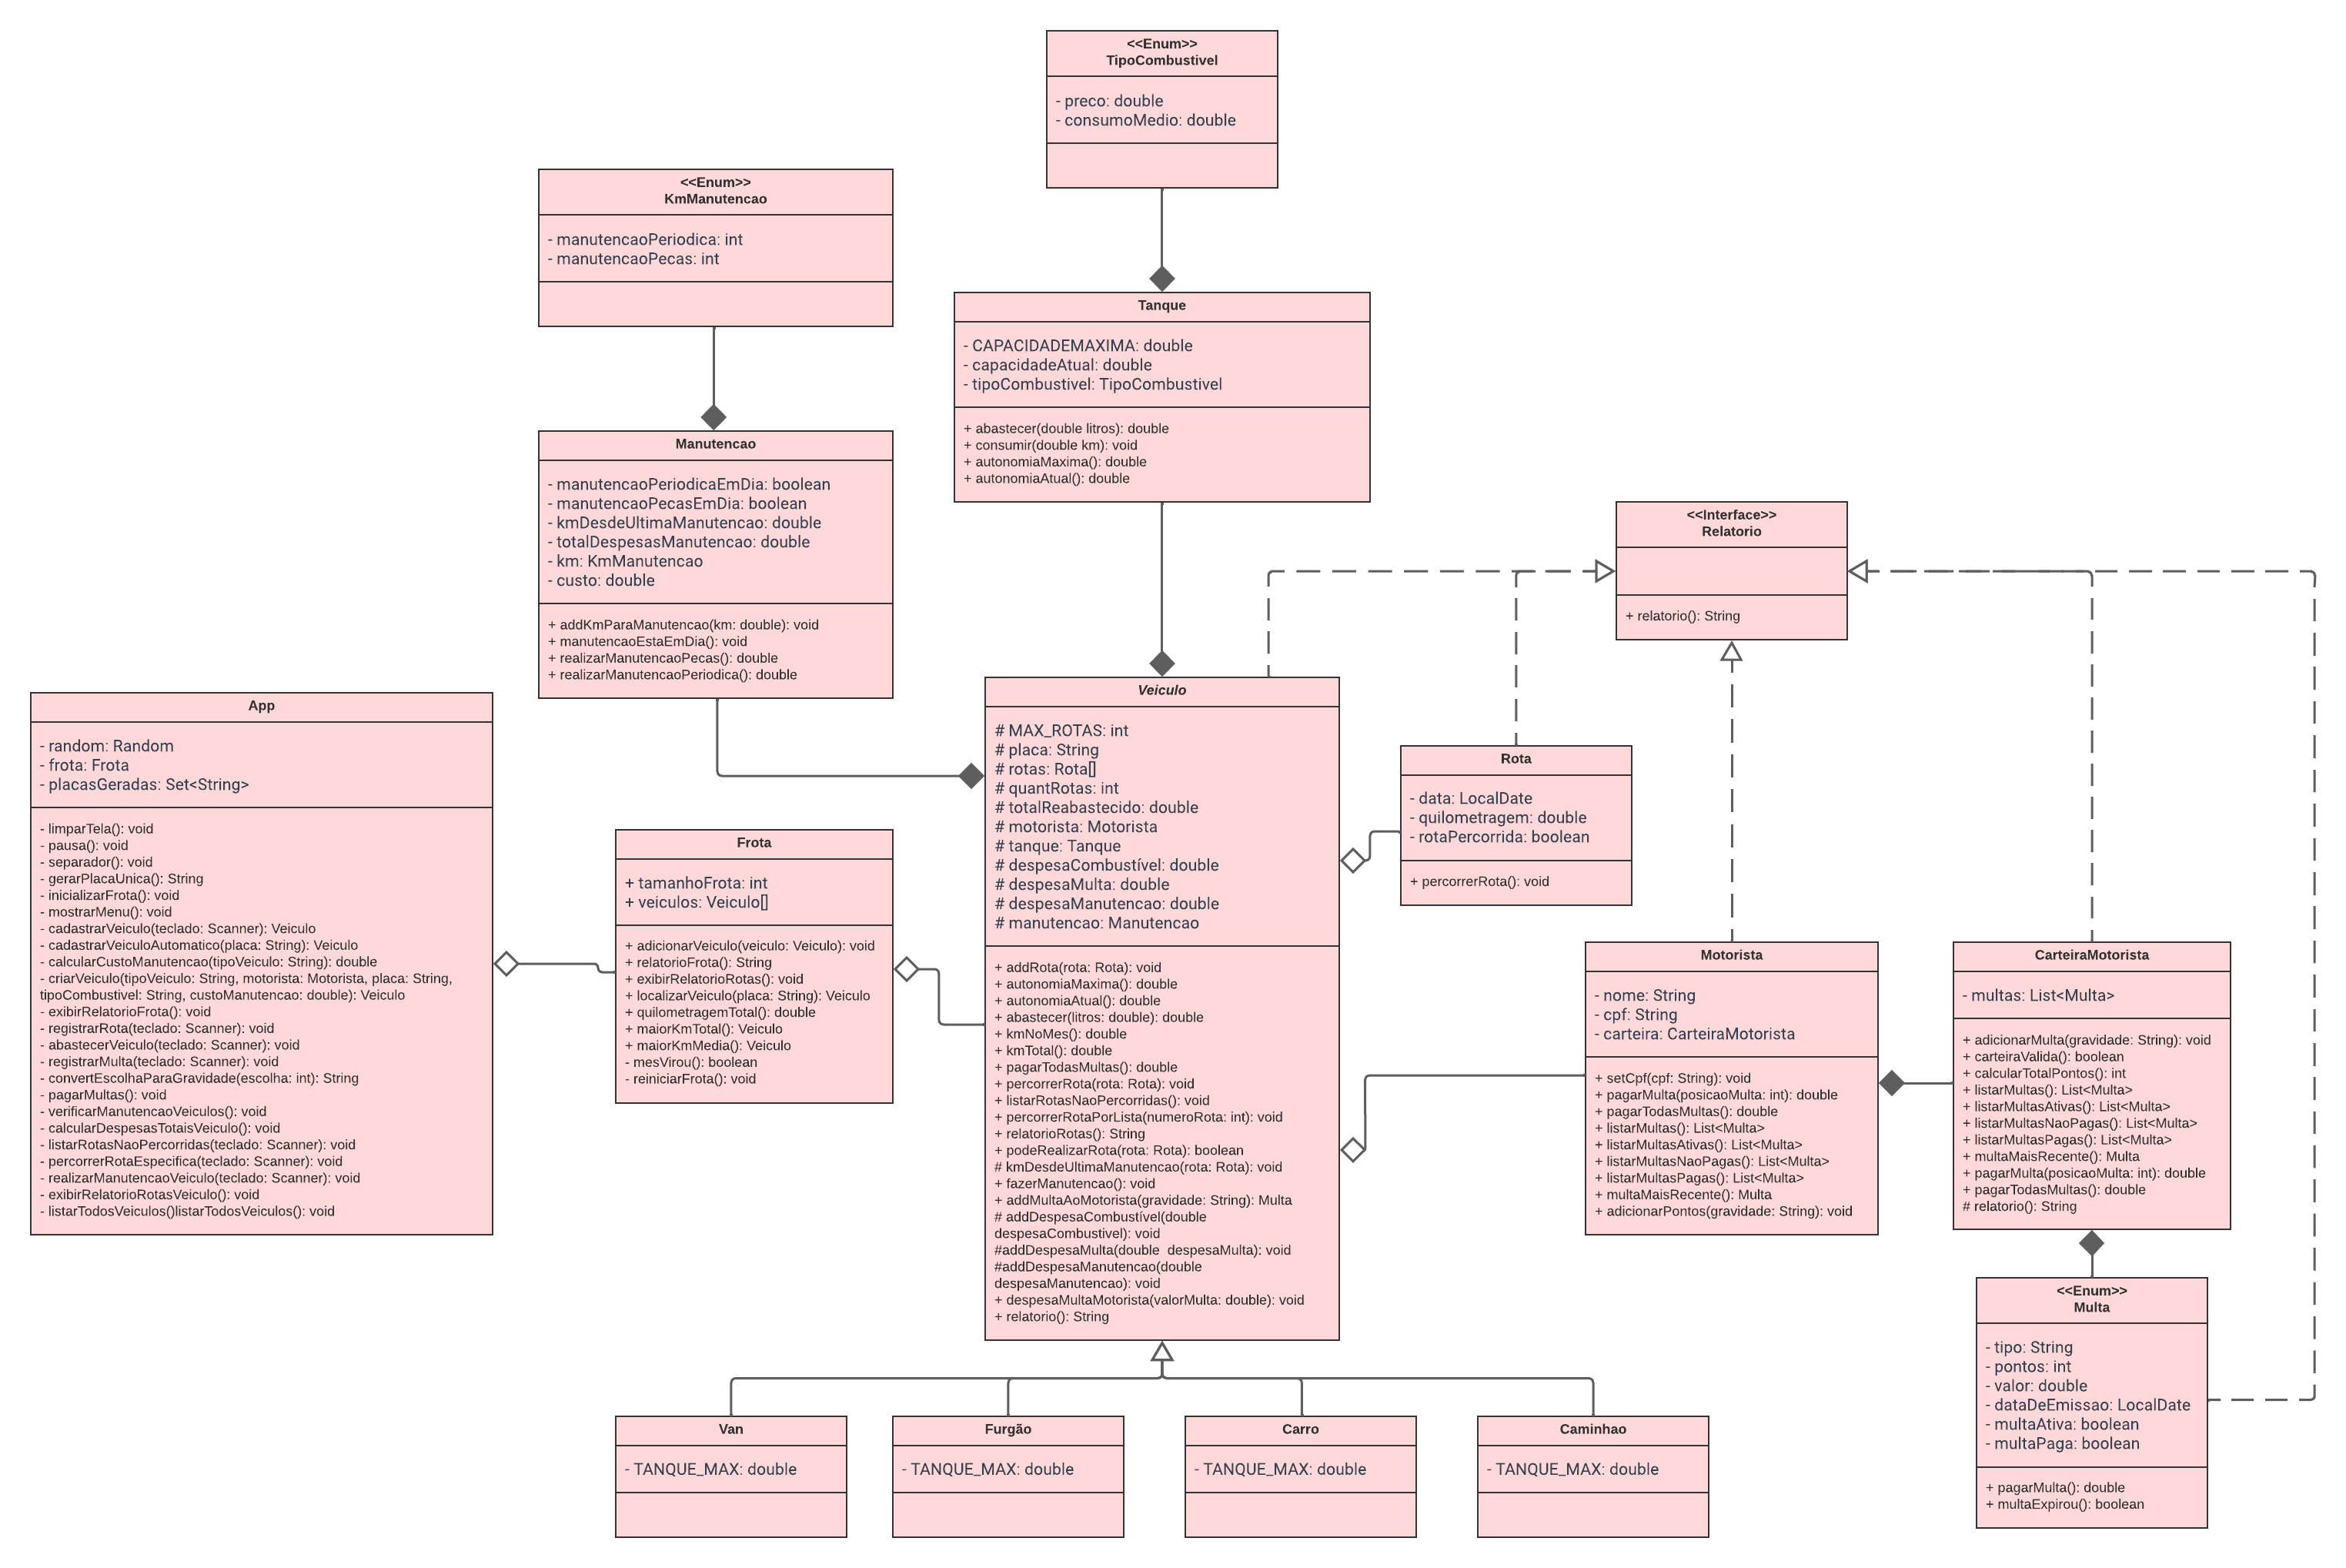 <<Enum>>
TipoCombustivel
- preco: double
- consumoMedio: double
<<Enum>>
KmManutencao
- manutencaoPeriodica: int
- manutencaoPecas: int
Tanque
- CAPACIDADEMAXIMA: double
- capacidadeAtual: double
- tipoCombustivel: TipoCombustivel
+ abastecer(double litros): double
+ consumir(double km): void
+ autonomiaMaxima(): double
+ autonomiaAtual(): double
Manutencao
- manutencaoPeriodicaEmDia: boolean
- manutencaoPecasEmDia: boolean
- kmDesdeUltimaManutencao: double
- totalDespesasManutencao: double
- km: KmManutencao
- custo: double
+ addKmParaManutencao(km: double): void
+ manutencaoEstaEmDia(): void
+ realizarManutencaoPecas(): double
+ realizarManutencaoPeriodica(): double
<<Interface>>
Relatorio
+ relatorio(): String
App
- random: Random
- frota: Frota
- placasGeradas: Set<String>
- limparTela(): void
- pausa(): void
- separador(): void
- gerarPlacaUnica(): String
- inicializarFrota(): void
- mostrarMenu(): void
- cadastrarVeiculo(teclado: Scanner): Veiculo
- cadastrarVeiculoAutomatico(placa: String): Veiculo
- calcularCustoManutencao(tipoVeiculo: String): double
- criarVeiculo(tipoVeiculo: String, motorista: Motorista, placa: String,
tipoCombustivel: String, custoManutencao: double): Veiculo
- exibirRelatorioFrota(): void
- registrarRota(teclado: Scanner): void
- abastecerVeiculo(teclado: Scanner): void
- registrarMulta(teclado: Scanner): void
- convertEscolhaParaGravidade(escolha: int): String
- pagarMultas(): void
- verificarManutencaoVeiculos(): void
- calcularDespesasTotaisVeiculo(): void
- listarRotasNaoPercorridas(teclado: Scanner): void
- percorrerRotaEspecifica(teclado: Scanner): void
- realizarManutencaoVeiculo(teclado: Scanner): void
- exibirRelatorioRotasVeiculo(): void
- listarTodosVeiculos()listarTodosVeiculos(): void
Frota
+ tamanhoFrota: int
+ veiculos: Veiculo[]
+ adicionarVeiculo(veiculo: Veiculo): void
+ relatorioFrota(): String
+ exibirRelatorioRotas(): void
+ localizarVeiculo(placa: String): Veiculo
+ quilometragemTotal(): double
+ maiorKmTotal(): Veiculo
+ maiorKmMedia(): Veiculo
- mesVirou(): boolean
- reiniciarFrota(): void
Veiculo
# MAX_ROTAS: int
# placa: String
# rotas: Rota[]
# quantRotas: int
# totalReabastecido: double
# motorista: Motorista
# tanque: Tanque
# despesaCombustível: double
# despesaMulta: double
# despesaManutencao: double
# manutencao: Manutencao
+ addRota(rota: Rota): void
+ autonomiaMaxima(): double
+ autonomiaAtual(): double
+ abastecer(litros: double): double
+ kmNoMes(): double
+ kmTotal(): double
+ pagarTodasMultas(): double
+ percorrerRota(rota: Rota): void
+ listarRotasNaoPercorridas(): void
+ percorrerRotaPorLista(numeroRota: int): void
+ relatorioRotas(): String
+ podeRealizarRota(rota: Rota): boolean
# kmDesdeUltimaManutencao(rota: Rota): void
+ fazerManutencao(): void
+ addMultaAoMotorista(gravidade: String): Multa
# addDespesaCombustível(double
despesaCombustivel): void
#addDespesaMulta(double  despesaMulta): void
#addDespesaManutencao(double
despesaManutencao): void
+ despesaMultaMotorista(valorMulta: double): void
+ relatorio(): String
Rota
- data: LocalDate
- quilometragem: double
- rotaPercorrida: boolean
+ percorrerRota(): void
Motorista
- nome: String
- cpf: String
- carteira: CarteiraMotorista
+ setCpf(cpf: String): void
+ pagarMulta(posicaoMulta: int): double
+ pagarTodasMultas(): double
+ listarMultas(): List<Multa>
+ listarMultasAtivas(): List<Multa>
+ listarMultasNaoPagas(): List<Multa>
+ listarMultasPagas(): List<Multa>
+ multaMaisRecente(): Multa
+ adicionarPontos(gravidade: String): void
CarteiraMotorista
- multas: List<Multa>
+ adicionarMulta(gravidade: String): void
+ carteiraValida(): boolean
+ calcularTotalPontos(): int
+ listarMultas(): List<Multa>
+ listarMultasAtivas(): List<Multa>
+ listarMultasNaoPagas(): List<Multa>
+ listarMultasPagas(): List<Multa>
+ multaMaisRecente(): Multa
+ pagarMulta(posicaoMulta: int): double
+ pagarTodasMultas(): double
# relatorio(): String
<<Enum>>
Multa
- tipo: String
- pontos: int
- valor: double
- dataDeEmissao: LocalDate
- multaAtiva: boolean
- multaPaga: boolean
+ pagarMulta(): double
+ multaExpirou(): boolean
Van
- TANQUE_MAX: double
Furgão
- TANQUE_MAX: double
Carro
- TANQUE_MAX: double
Caminhao
- TANQUE_MAX: double